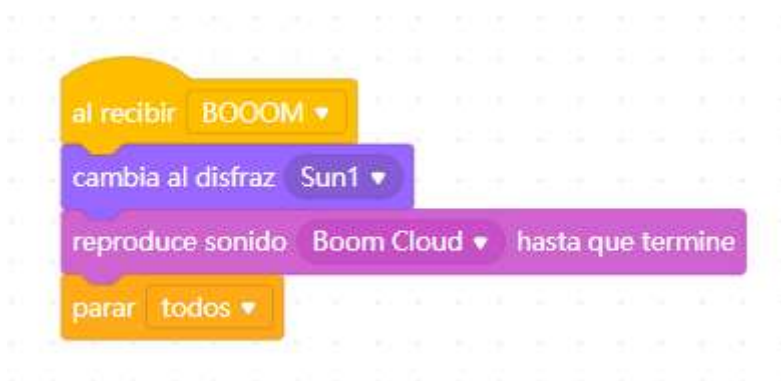 al recibir BOOOM
cambia al disfraz Sun1
reproduce sonido Boom Cloud hasta que termine
parar todos